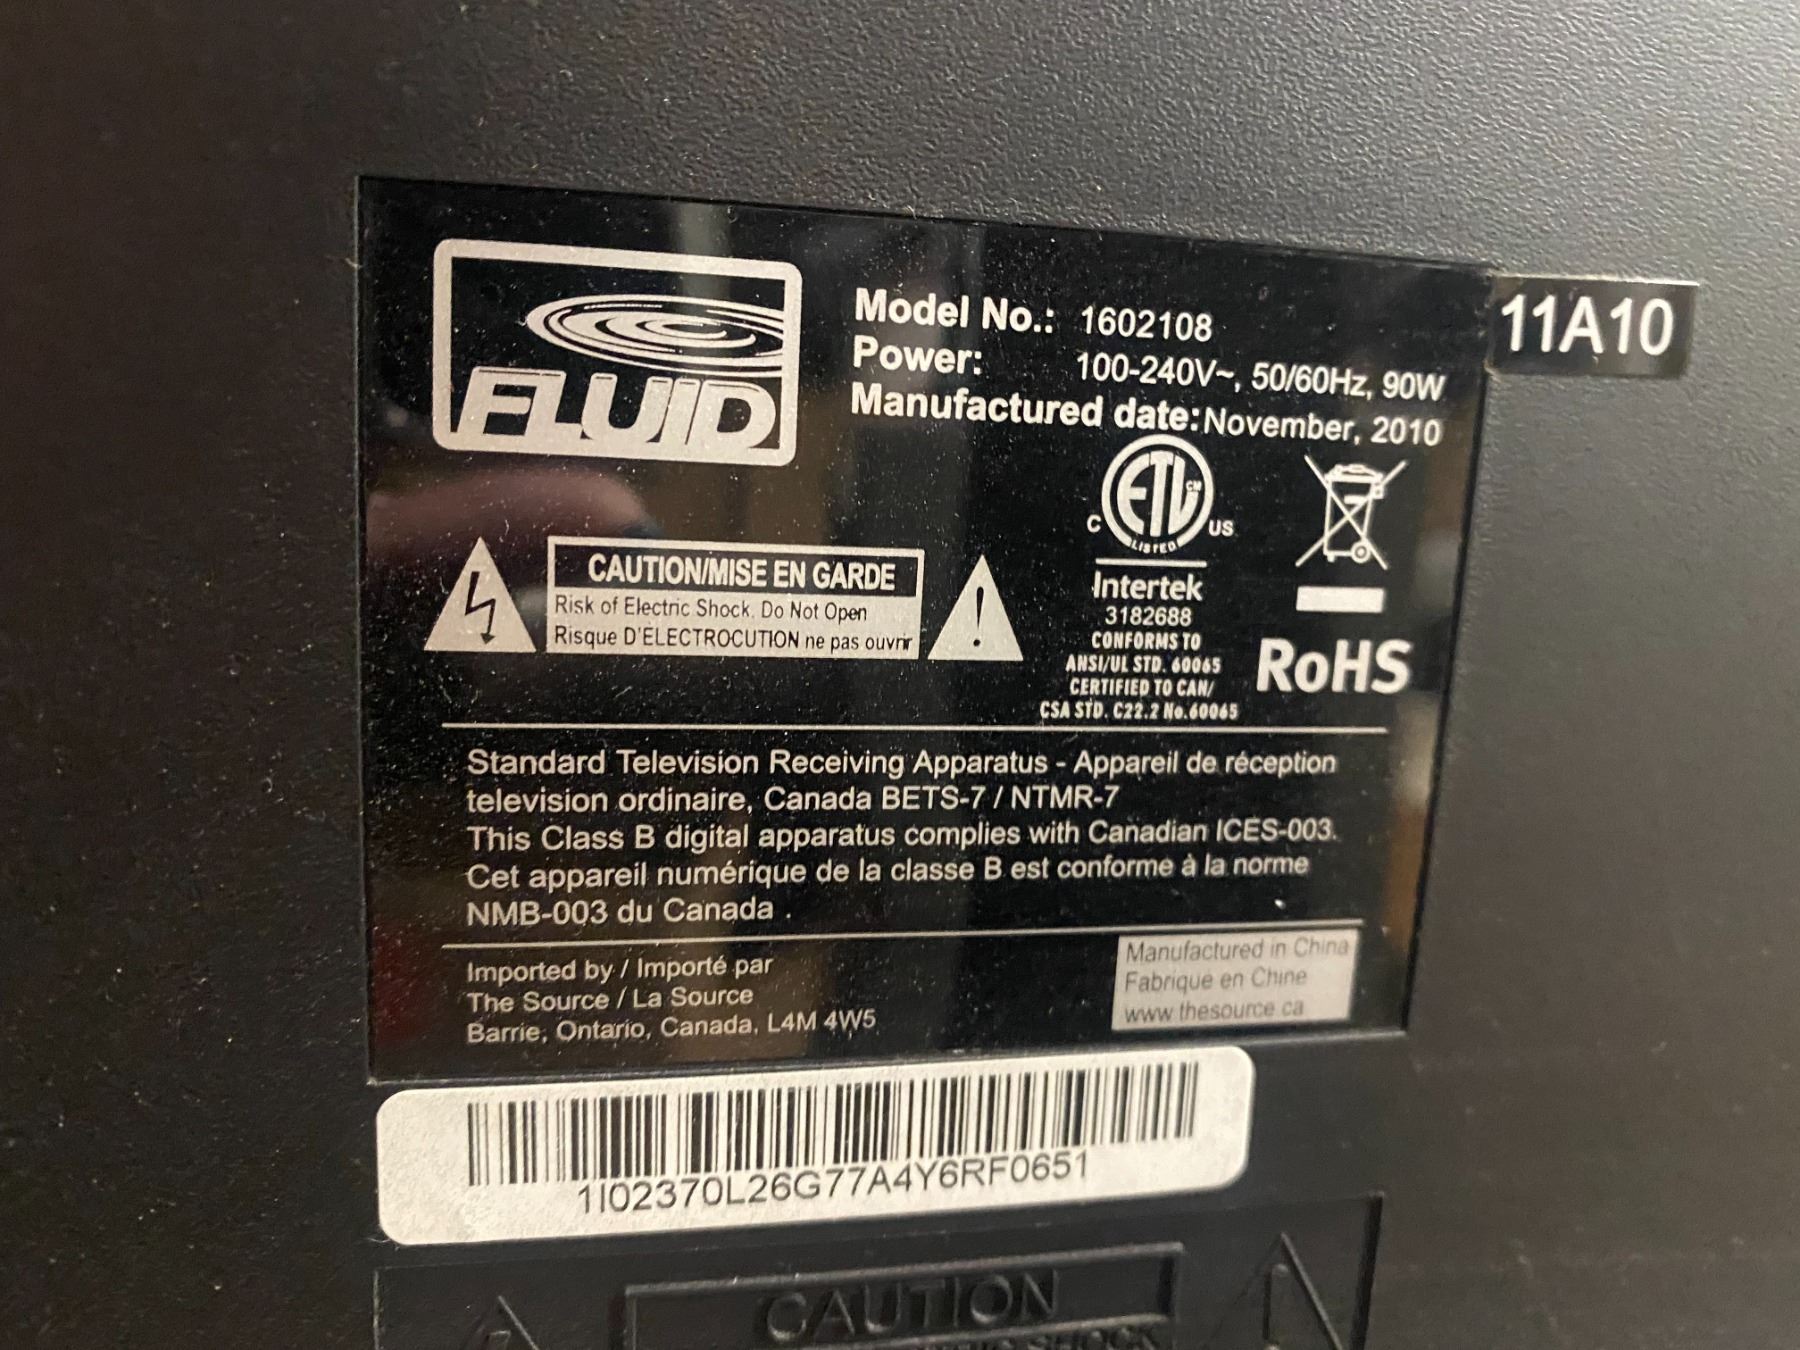 FLUID
Model No.: 1602108
Power: 100-240V~, 50/60Hz, 90W
Manufactured date: November, 2010
11A10
CAUTION/MISE EN GARDE
Risk of Electric Shock. Do Not Open
Risque D'ELECTROCUTION ne pas ouvrir
!
C ETL CM US
LISTED
Intertek
3182688
CONFORMS TO
ANSI/UL STD. 60065
CERTIFIED TO CAN/
CSA STD. C22.2 No.60065
RoHS
Standard Television Receiving Apparatus - Appareil de réception
television ordinaire, Canada BETS-7 / NTMR-7
This Class B digital apparatus complies with Canadian ICES-003.
Cet appareil numérique de la classe B est conforme à la norme
NMB-003 du Canada .
Imported by / Importé par
The Source / La Source
Barrie, Ontario, Canada, L4M 4W5
Manufactured in China
Fabrique en Chine
www.thesource.ca
1I02370L26G77A4Y6RF0651
CAUTION
SHOCK